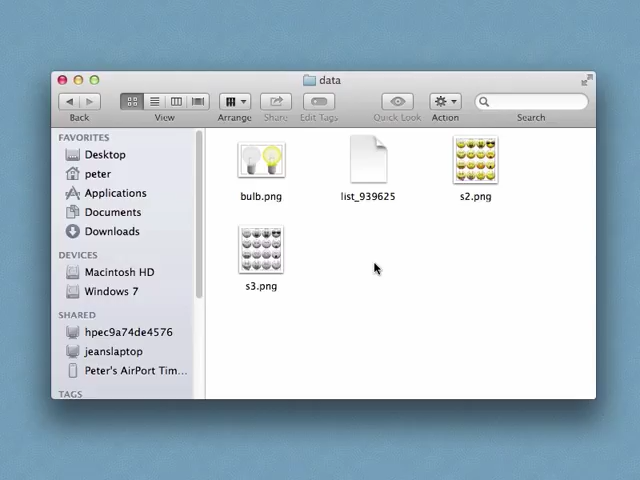 data
Back
View
Arrange
Share
Edit Tags
Quick Look
Action
Search
FAVORITES
Desktop
peter
Applications
Documents
Downloads
DEVICES
Macintosh HD
Windows 7
SHARED
hpec9a74de4576
jeanslaptop
Peter's AirPort Tim...
TAGS
bulb.png
list_939625
s2.png
s3.png